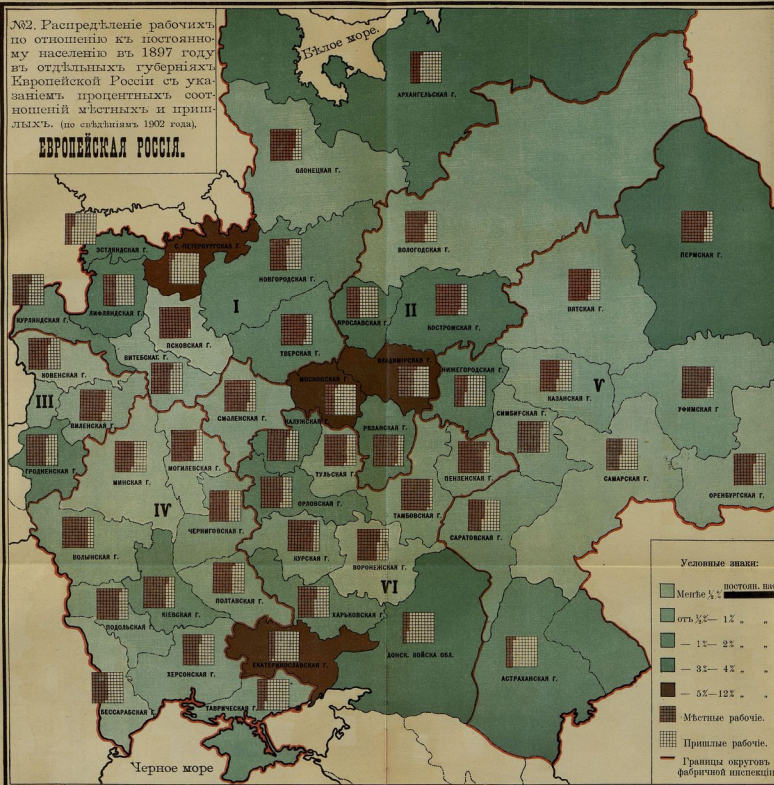 №2. Распредѣленіе рабочихъ
по отношенію къ постоянно-
му населенію въ 1897 году
въ отдѣльныхъ губерніяхъ
Европейской Россіи съ ука-
заніемъ процентныхъ соот-
ношеній мѣстныхъ и приш-
лыхъ. (по свѣдѣніямъ 1902 года).
ЕВРОПЕЙСКАЯ РОССІЯ.
Бѣлое море.
АРХАНГЕЛЬСКАЯ Г.
ОЛОНЕЦКАЯ Г.
ЭСТЛЯНДСКАЯ Г.
С.-ПЕТЕРБУРГСКАЯ Г.
ВОЛОГОДСКАЯ Г.
ПЕРМСКАЯ Г.
НОВГОРОДСКАЯ Г.
КУРЛЯНДСКАЯ Г.
ЛИФЛЯНДСКАЯ Г.
I
II
ВЯТСКАЯ Г.
ЯРОСЛАВСКАЯ Г.
КОСТРОМСКАЯ Г.
ПСКОВСКАЯ Г.
ТВЕРСКАЯ Г.
ВИТЕБСКАЯ Г.
КОВЕНСКАЯ Г.
ВЛАДИМІРСКАЯ Г.
НИЖЕГОРОДСКАЯ Г.
МОСКОВСКАЯ Г.
V
III
КАЗАНСКАЯ Г.
УФИМСКАЯ Г
СМОЛЕНСКАЯ Г.
СИМБИРСКАЯ Г.
ВИЛЕНСКАЯ Г.
КАЛУЖСКАЯ Г.
РЯЗАНСКАЯ Г.
ГРОДНЕНСКАЯ Г.
МОГИЛЕВСКАЯ Г.
ТУЛЬСКАЯ Г.
ПЕНЗЕНСКАЯ Г.
САМАРСКАЯ Г.
МИНСКАЯ Г.
ОРЕНБУРГСКАЯ Г.
ОРЛОВСКАЯ Г.
IV
ТАМБОВСКАЯ Г.
ЧЕРНИГОВСКАЯ Г.
САРАТОВСКАЯ Г.
ВОЛЫНСКАЯ Г.
КУРСКАЯ Г.
ВОРОНЕЖСКАЯ Г.
VI
ПОЛТАВСКАЯ Г.
КІЕВСКАЯ Г.
ХАРЬКОВСКАЯ Г.
ПОДОЛЬСКАЯ Г.
ДОНСК. ВОЙСКА ОБЛ.
ЕКАТЕРИНОСЛАВСКАЯ Г.
ХЕРСОНСКАЯ Г.
АСТРАХАНСКАЯ Г.
ТАВРИЧЕСКАЯ Г.
БЕССАРАБСКАЯ Г.
Черное море
Условные знаки:
Менѣе ½% постоян. нас
отъ ½%— 1% „ „
— 1%— 2% „ „
— 3%— 4% „ „
— 5%—12% „ „
Мѣстные рабочіе.
Пришлые рабочіе.
Границы округовъ
фабричной инспекціи